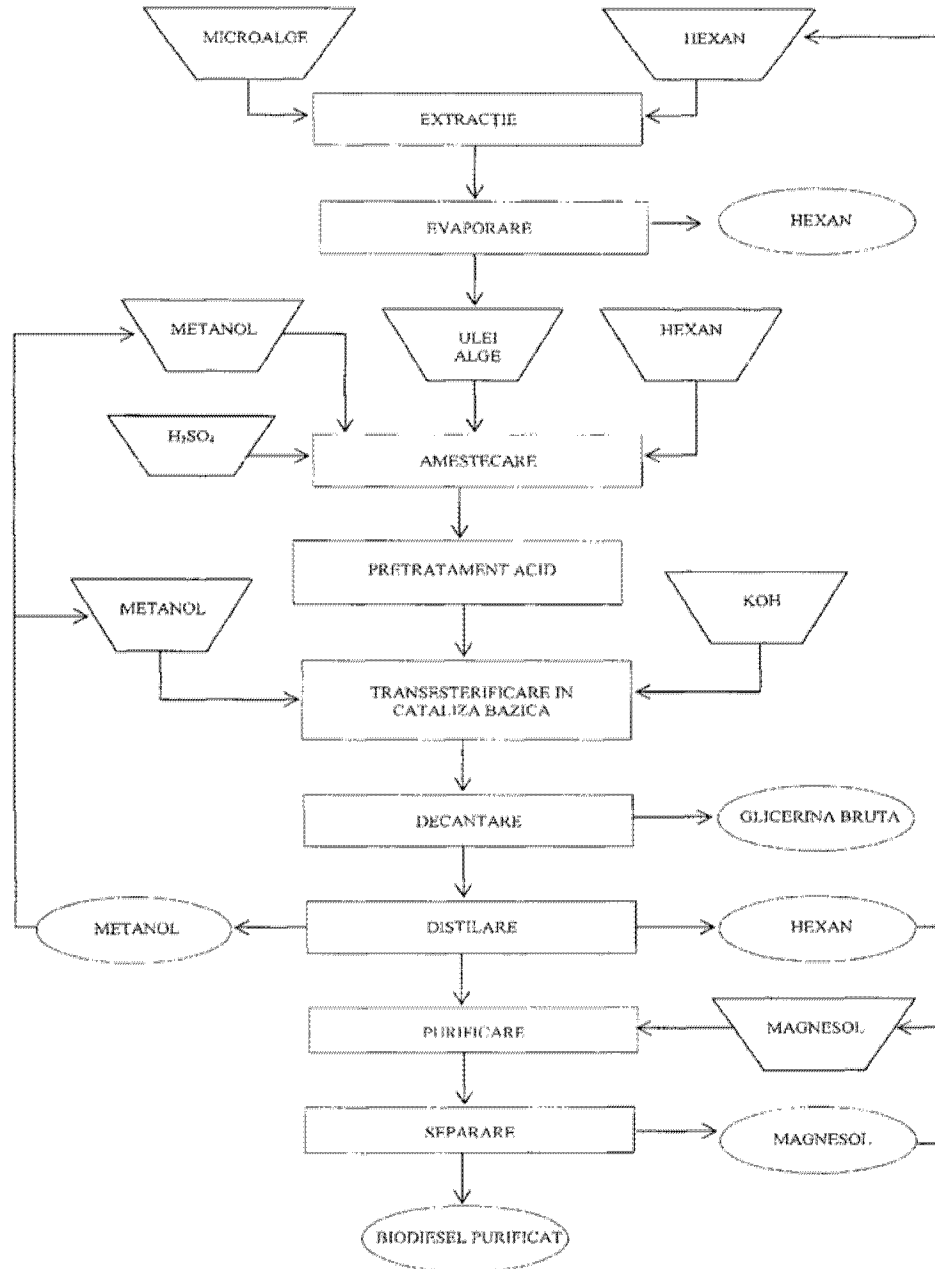 MICROALGE
HEXAN
EXTRACȚIE
EVAPORARE
HEXAN
METANOL
ULEI
ALGE
HEXAN
H₂SO₄
AMESTECARE
PRETRATAMENT ACID
METANOL
KOH
TRANSESTERIFICARE IN
CATALIZA BAZICA
DECANTARE
GLICERINA BRUTA
METANOL
DISTILARE
HEXAN
PURIFICARE
MAGNESOL
SEPARARE
MAGNESOL
BIODIESEL PURIFICAT